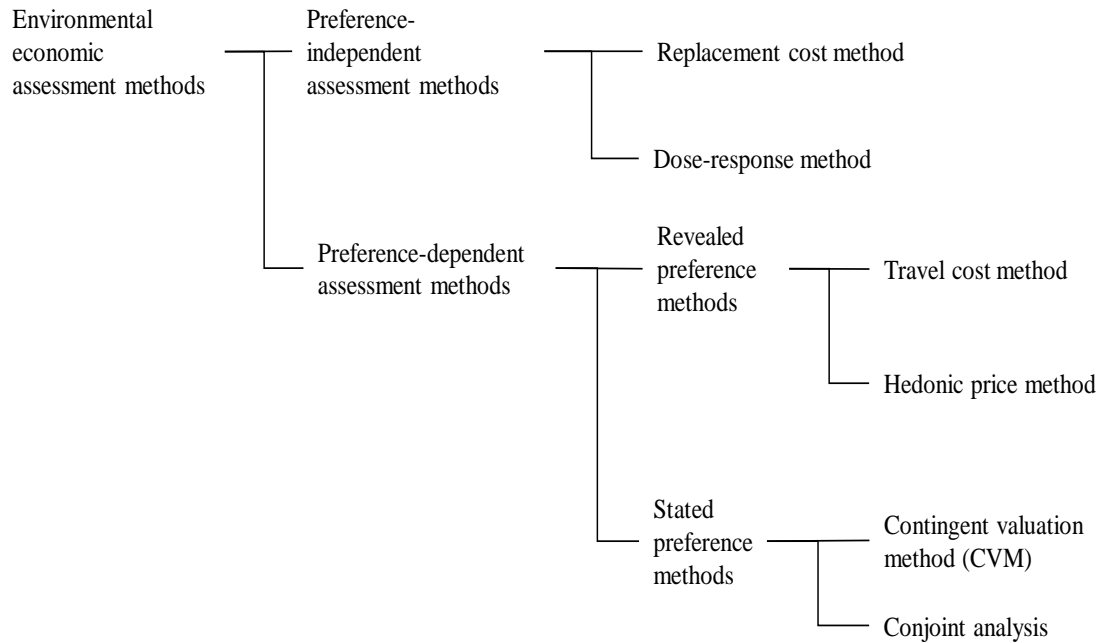 Environmental
economic
assessment methods
Preference-
independent
assessment methods
Replacement cost method
Dose-response method
Preference-dependent
assessment methods
Revealed
preference
methods
Travel cost method
Hedonic price method
Stated
preference
methods
Contingent valuation
method (CVM)
Conjoint analysis